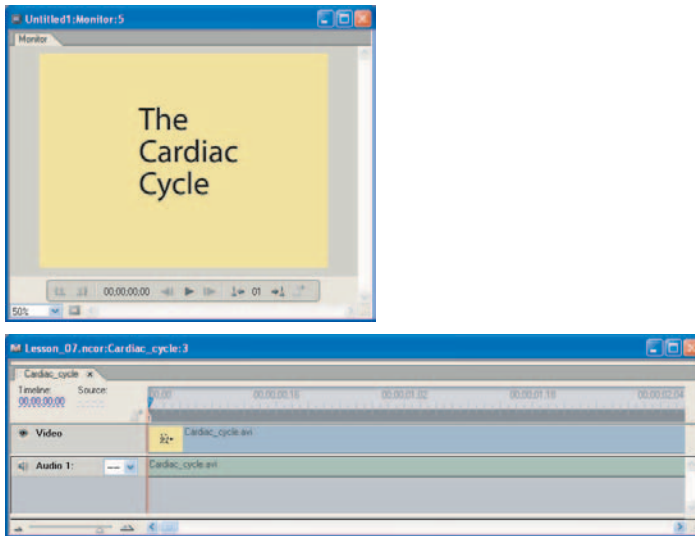 Untitled1:Monitor:5
Monitor
The
Cardiac
Cycle
00;00;00;00
01
50%
Lesson_07.ncor:Cardiac_cycle:3
Cardiac_cycle x
Timeline: Source:
00;00;00;00
00;00 00;00;00;16 00;00;01;02 00;00;01;18 00;00;02;04
Video
Cardiac_cycle.avi
Audio 1:
Cardiac_cycle.avi